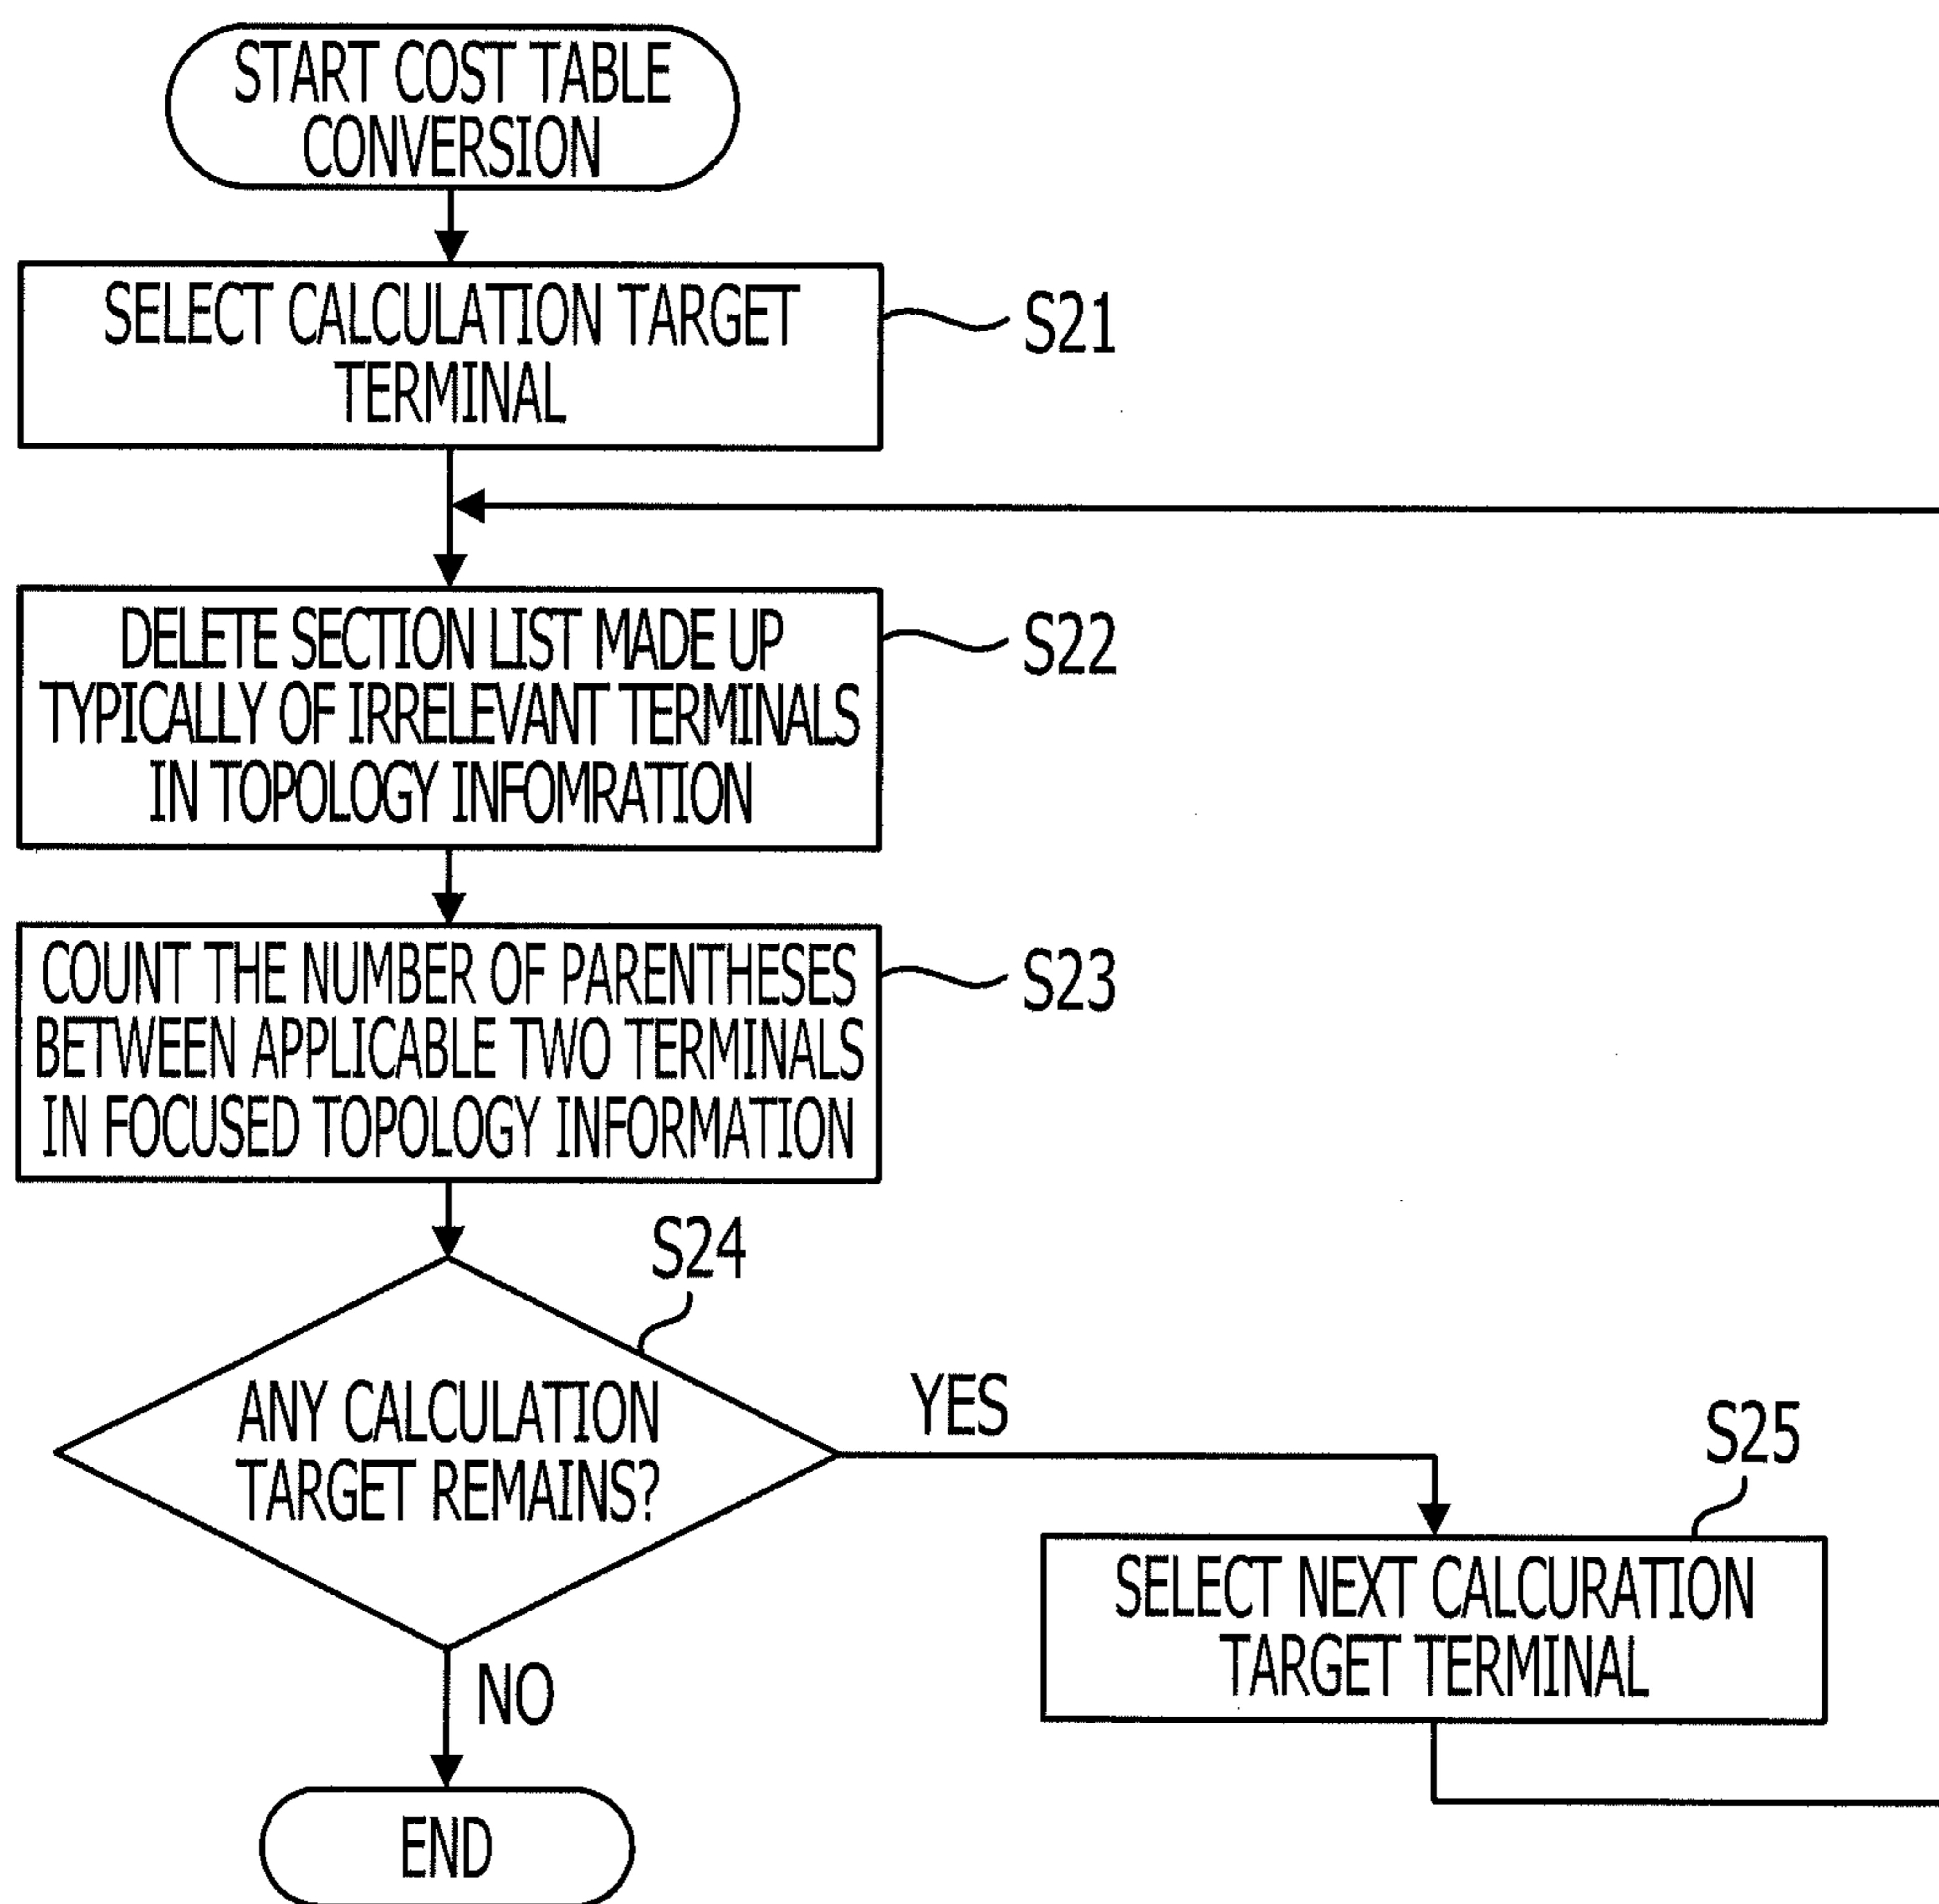 START COST TABLE
CONVERSION
SELECT CALCULATION TARGET
TERMINAL
S21
DELETE SECTION LIST MADE UP
TYPICALLY OF IRRELEVANT TERMINALS
IN TOPOLOGY INFOMRATION
S22
COUNT THE NUMBER OF PARENTHESES
BETWEEN APPLICABLE TWO TERMINALS
IN FOCUSED TOPOLOGY INFORMATION
S23
S24
ANY CALCULATION
TARGET REMAINS?
YES
S25
SELECT NEXT CALCURATION
TARGET TERMINAL
NO
END